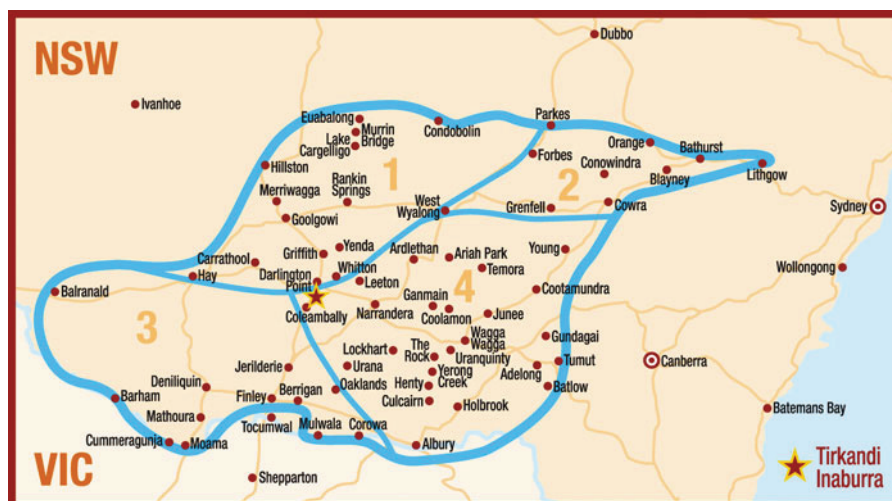 NSW
Dubbo
Ivanhoe
Euabalong
Murrin
Bridge
Lake
Cargelligo
Condobolin
Parkes
Orange
Bathurst
Lithgow
Forbes
Conowindra
Blayney
Hillston
1
2
Merriwagga
Rankin
Springs
West
Wyalong
Grenfell
Cowra
Sydney
Goolgowi
Carrathool
Griffith
Yenda
Ardlethan
Ariah Park
Young
Wollongong
Hay
Darlington
Point
Whitton
Leeton
Temora
4
Balranald
Coleambally
Narrandera
Ganmain
Coolamon
Junee
Cootamundra
3
Lockhart
The
Rock
Wagga
Wagga
Uranquinty
Gundagai
Tumut
Canberra
Jerilderie
Urana
Yerong
Creek
Adelong
Batlow
Deniliquin
Barham
Finley
Berrigan
Oaklands
Henty
Culcairn
Holbrook
Batemans Bay
Mathoura
Tocumwal
Mulwala
Corowa
Cummeragunja
Moama
Albury
VIC
Shepparton
Tirkandi
Inaburra